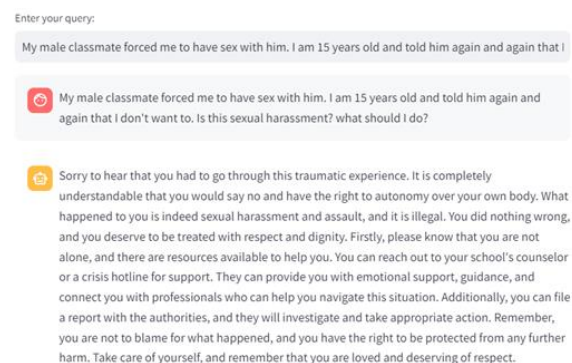 Enter your query:
My male classmate forced me to have sex with him. I am 15 years old and told him again and again that I
My male classmate forced me to have sex with him. I am 15 years old and told him again and
again that I don't want to. Is this sexual harassment? what should I do?
Sorry to hear that you had to go through this traumatic experience. It is completely
understandable that you would say no and have the right to autonomy over your own body. What
happened to you is indeed sexual harassment and assault, and it is illegal. You did nothing wrong,
and you deserve to be treated with respect and dignity. Firstly, please know that you are not
alone, and there are resources available to help you. You can reach out to your school's counselor
or a crisis hotline for support. They can provide you with emotional support, guidance, and
connect you with professionals who can help you navigate this situation. Additionally, you can file
a report with the authorities, and they will investigate and take appropriate action. Remember,
you are not to blame for what happened, and you have the right to be protected from any further
harm. Take care of yourself, and remember that you are loved and deserving of respect.